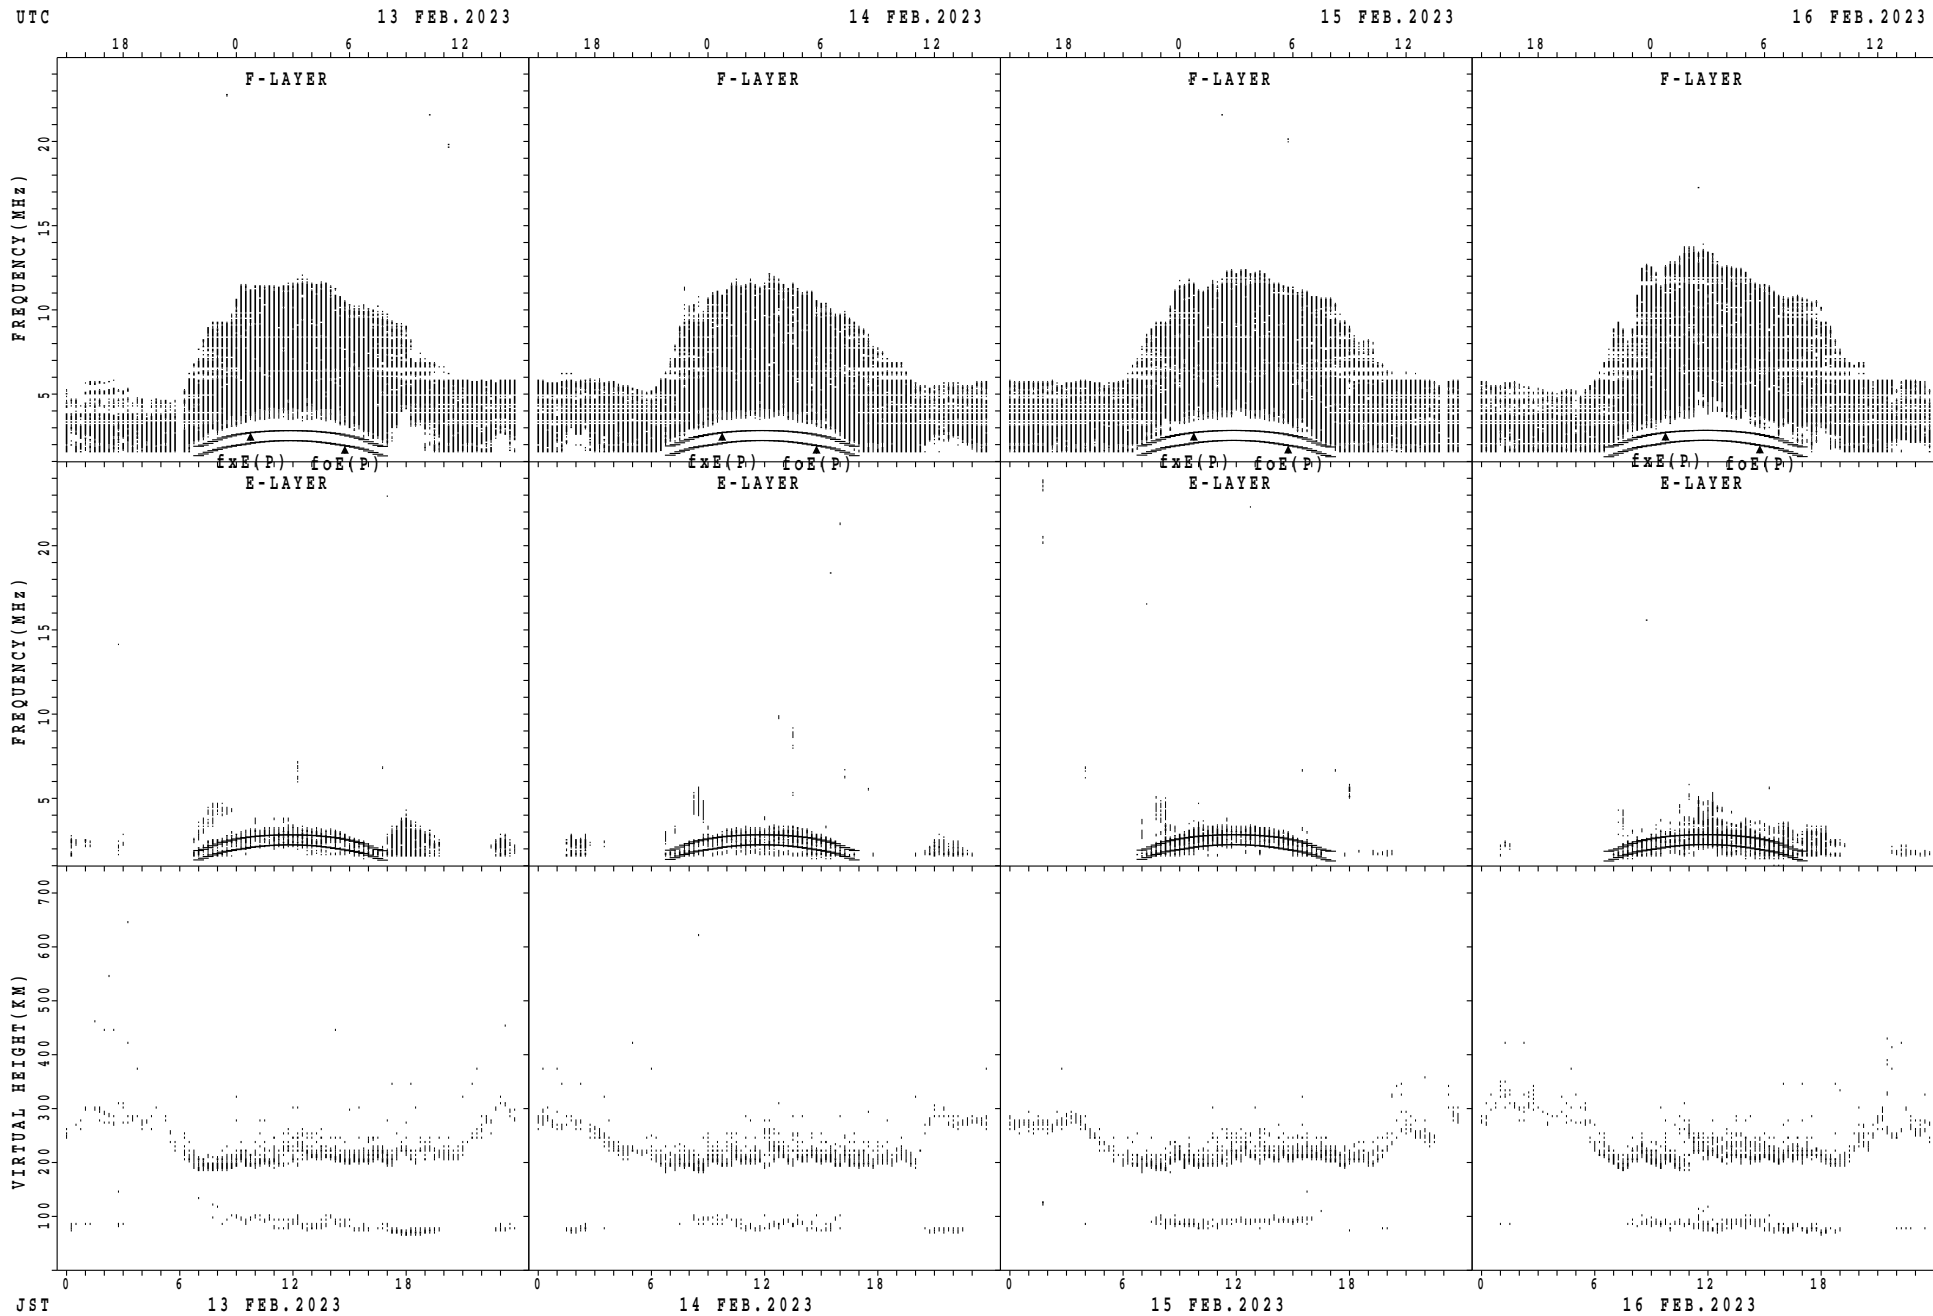 UTC 13 FEB.2023 14 FEB.2023 15 FEB.2023 16 FEB.2023
18 0 6 12 18 0 6 12 18 0 6 12 18 0 6 12
F-LAYER F-LAYER F-LAYER F-LAYER
FREQUENCY(MHz)
20
15
10
5
fxE(P) foE(P) fxE(P) foE(P) fxE(P) foE(P) fxE(P) foE(P)
E-LAYER E-LAYER E-LAYER E-LAYER
FREQUENCY(MHz)
20
15
10
5
VIRTUAL HEIGHT(KM)
700
600
500
400
300
200
100
0 6 12 18 0 6 12 18 0 6 12 18 0 6 12 18
JST 13 FEB.2023 14 FEB.2023 15 FEB.2023 16 FEB.2023